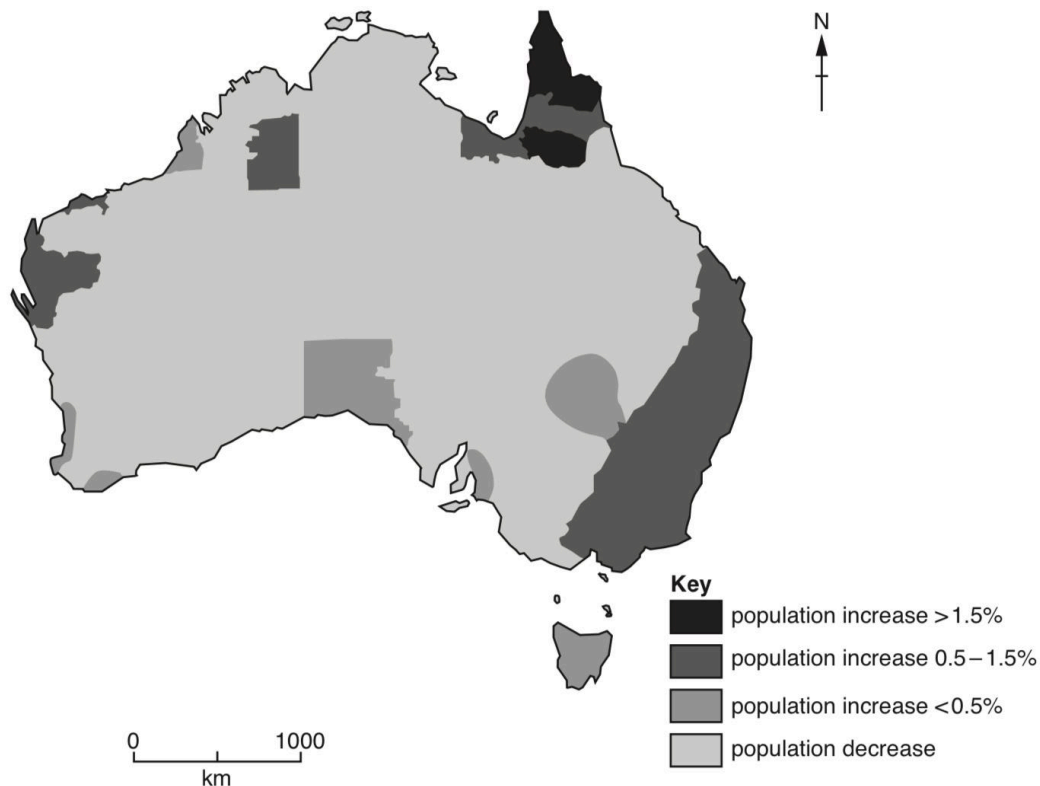 N
Key
population increase >1.5%
population increase 0.5–1.5%
population increase <0.5%
population decrease
0 1000
km